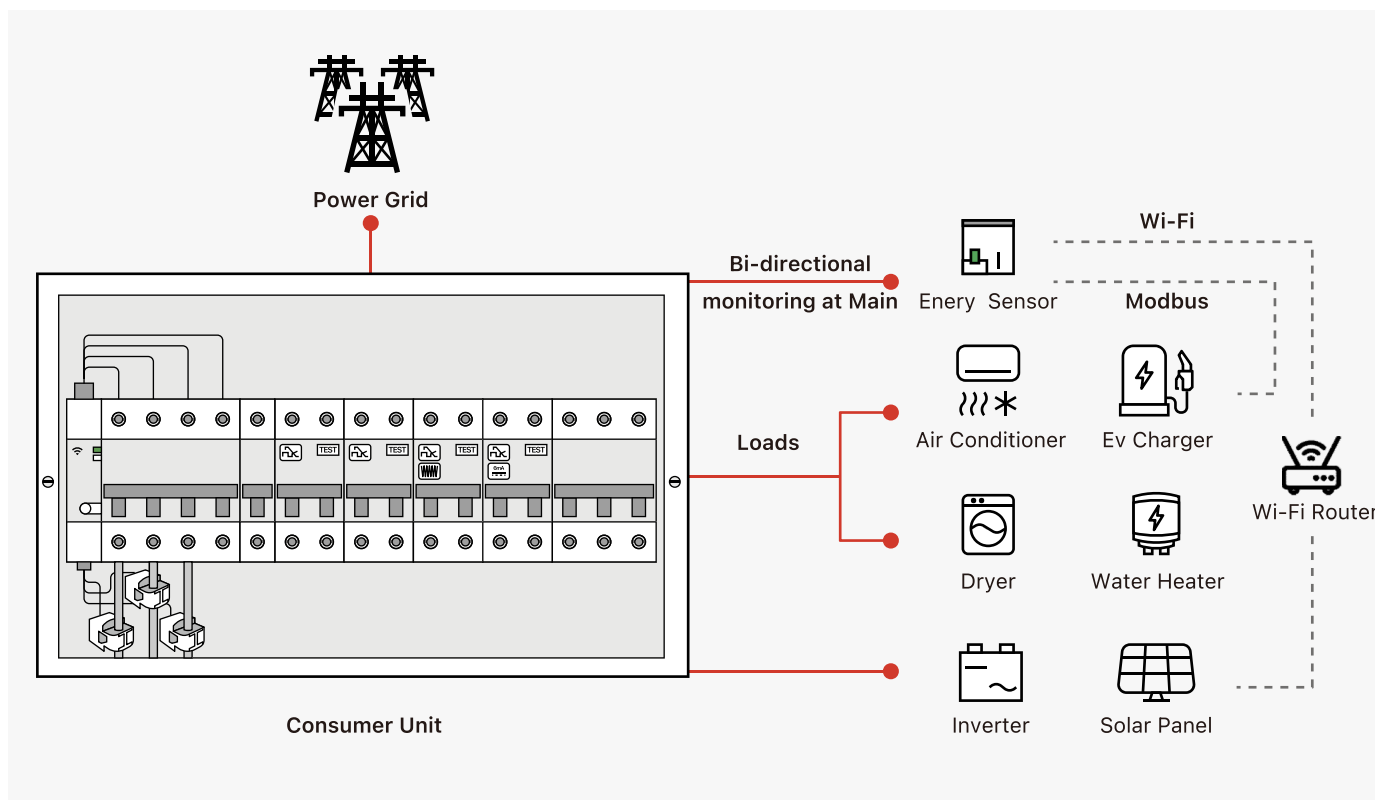 Power Grid
Wi-Fi
Bi-directional
monitoring at Main
Enery Sensor
Modbus
Loads
Air Conditioner
Ev Charger
TEST
TEST
TEST
TEST
6mA
Wi-Fi Router
Dryer
Water Heater
Consumer Unit
Inverter
Solar Panel